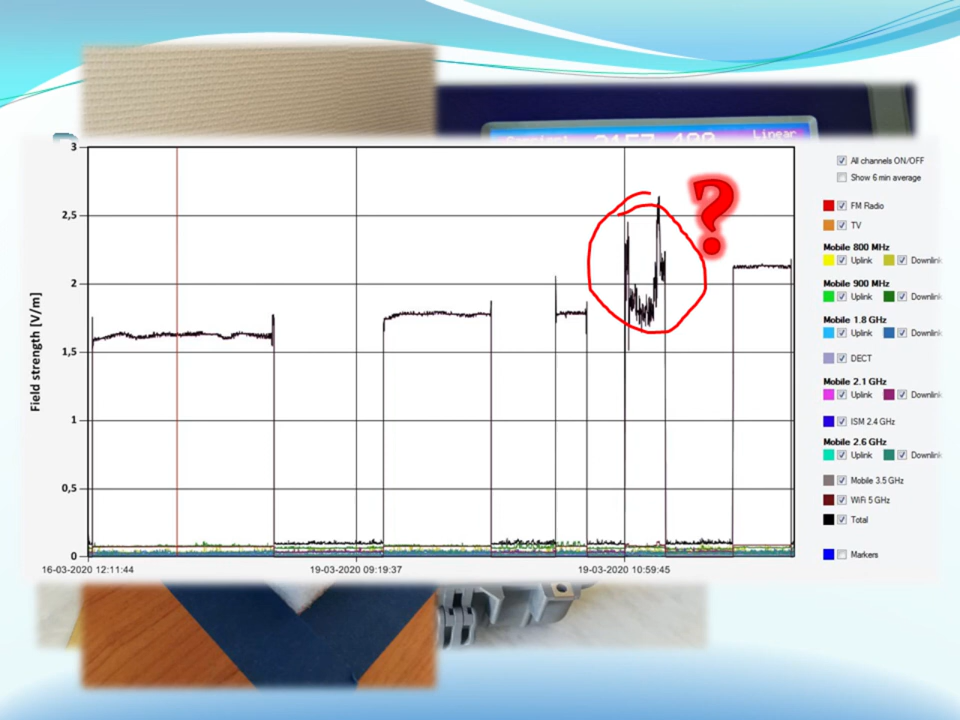 2157.400
Linear
3
2,5
2
1,5
1
0,5
0
Field strength [V/m]
16-03-2020 12:11:44
19-03-2020 09:19:37
19-03-2020 10:59:45
?
All channels ON/OFF
Show 6 min average
FM Radio
TV
Mobile 800 MHz
Uplink Downlink
Mobile 900 MHz
Uplink Downlink
Mobile 1.8 GHz
Uplink Downlink
DECT
Mobile 2.1 GHz
Uplink Downlink
ISM 2.4 GHz
Mobile 2.6 GHz
Uplink Downlink
Mobile 3.5 GHz
WiFi 5 GHz
Total
Markers